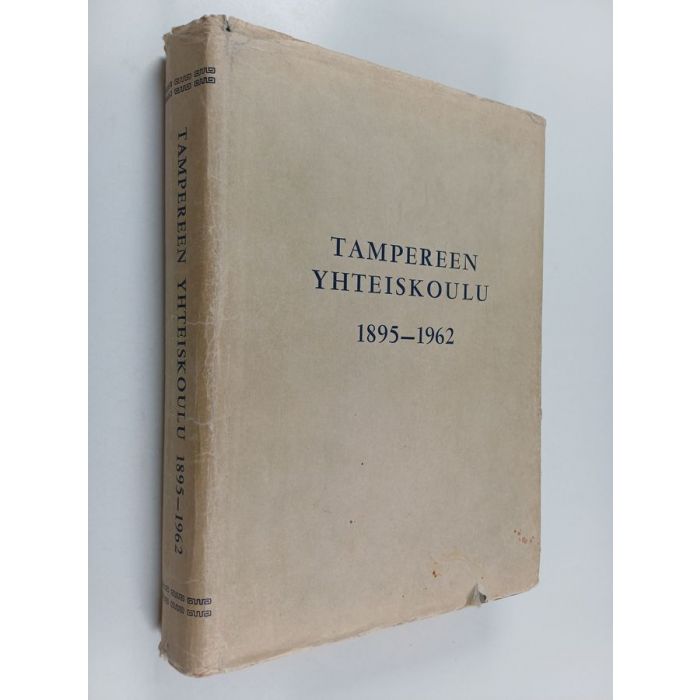 TAMPEREEN YHTEISKOULU 1895—1962
TAMPEREEN
YHTEISKOULU
1895—1962